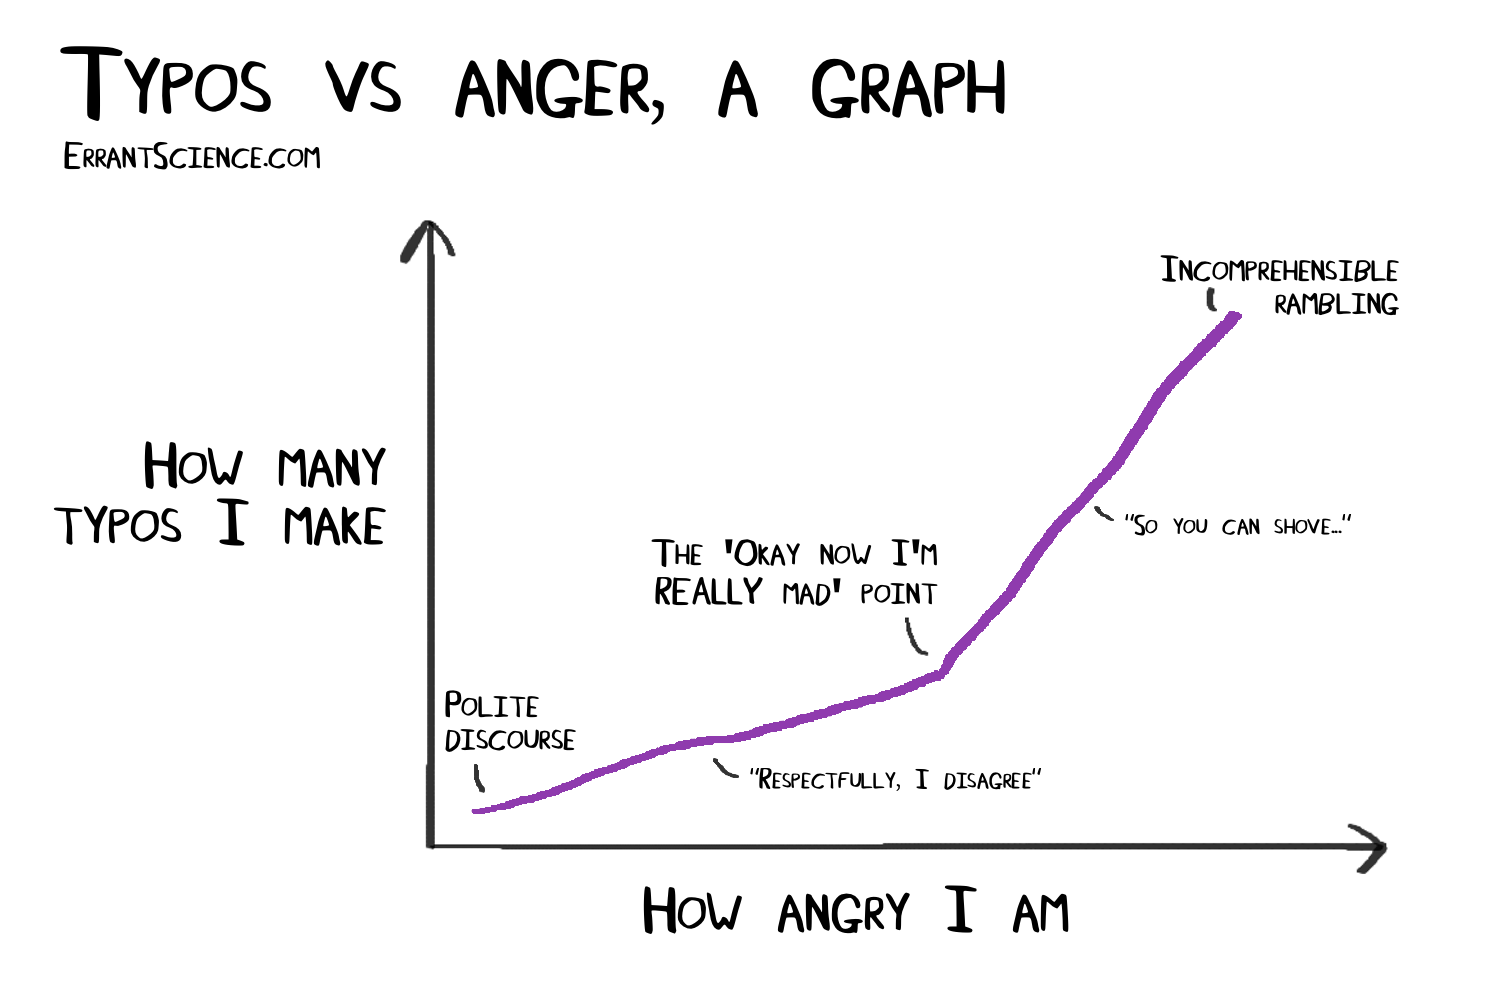 Typos vs anger, a graph
ErrantScience.com
Incomprehensible
rambling
How many
typos I make
"So you can shove..."
The 'Okay now I'm
REALLY mad' point
Polite
discourse
"Respectfully, I disagree"
How angry I am